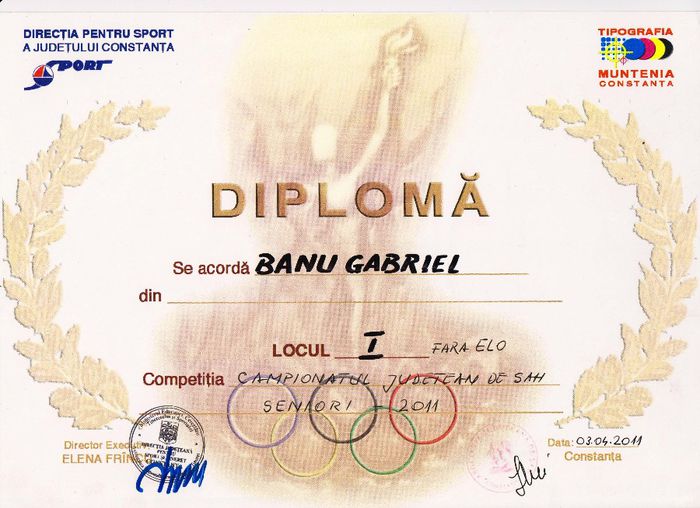 DIRECȚIA PENTRU SPORT
A JUDEȚULUI CONSTANȚA
SPORT
TIPOGRAFIA
MUNTENIA
CONSTANTA
DIPLOMĂ
Se acordă BANU GABRIEL
din
LOCUL I FARA ELO
Competiția CAMPIONATUL JUDETEAN DE SAH
SENIORI 2011
Director Executiv
ELENA FRÎNCU
Data: 03.04.2011
Constanța